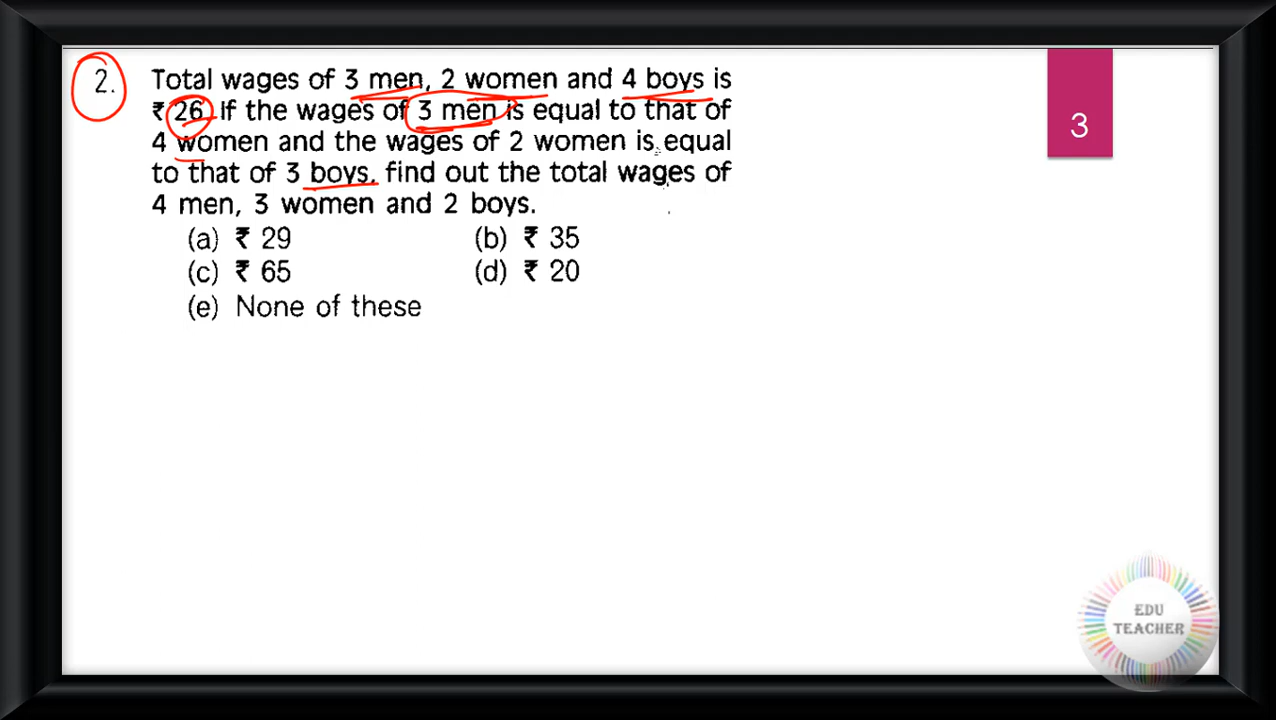 2. Total wages of 3 men, 2 women and 4 boys is
₹ 26 If the wages of 3 men is equal to that of
4 women and the wages of 2 women is equal
to that of 3 boys, find out the total wages of
4 men, 3 women and 2 boys.
(a) ₹ 29 (b) ₹ 35
(c) ₹ 65 (d) ₹ 20
(e) None of these
3
EDU
TEACHER